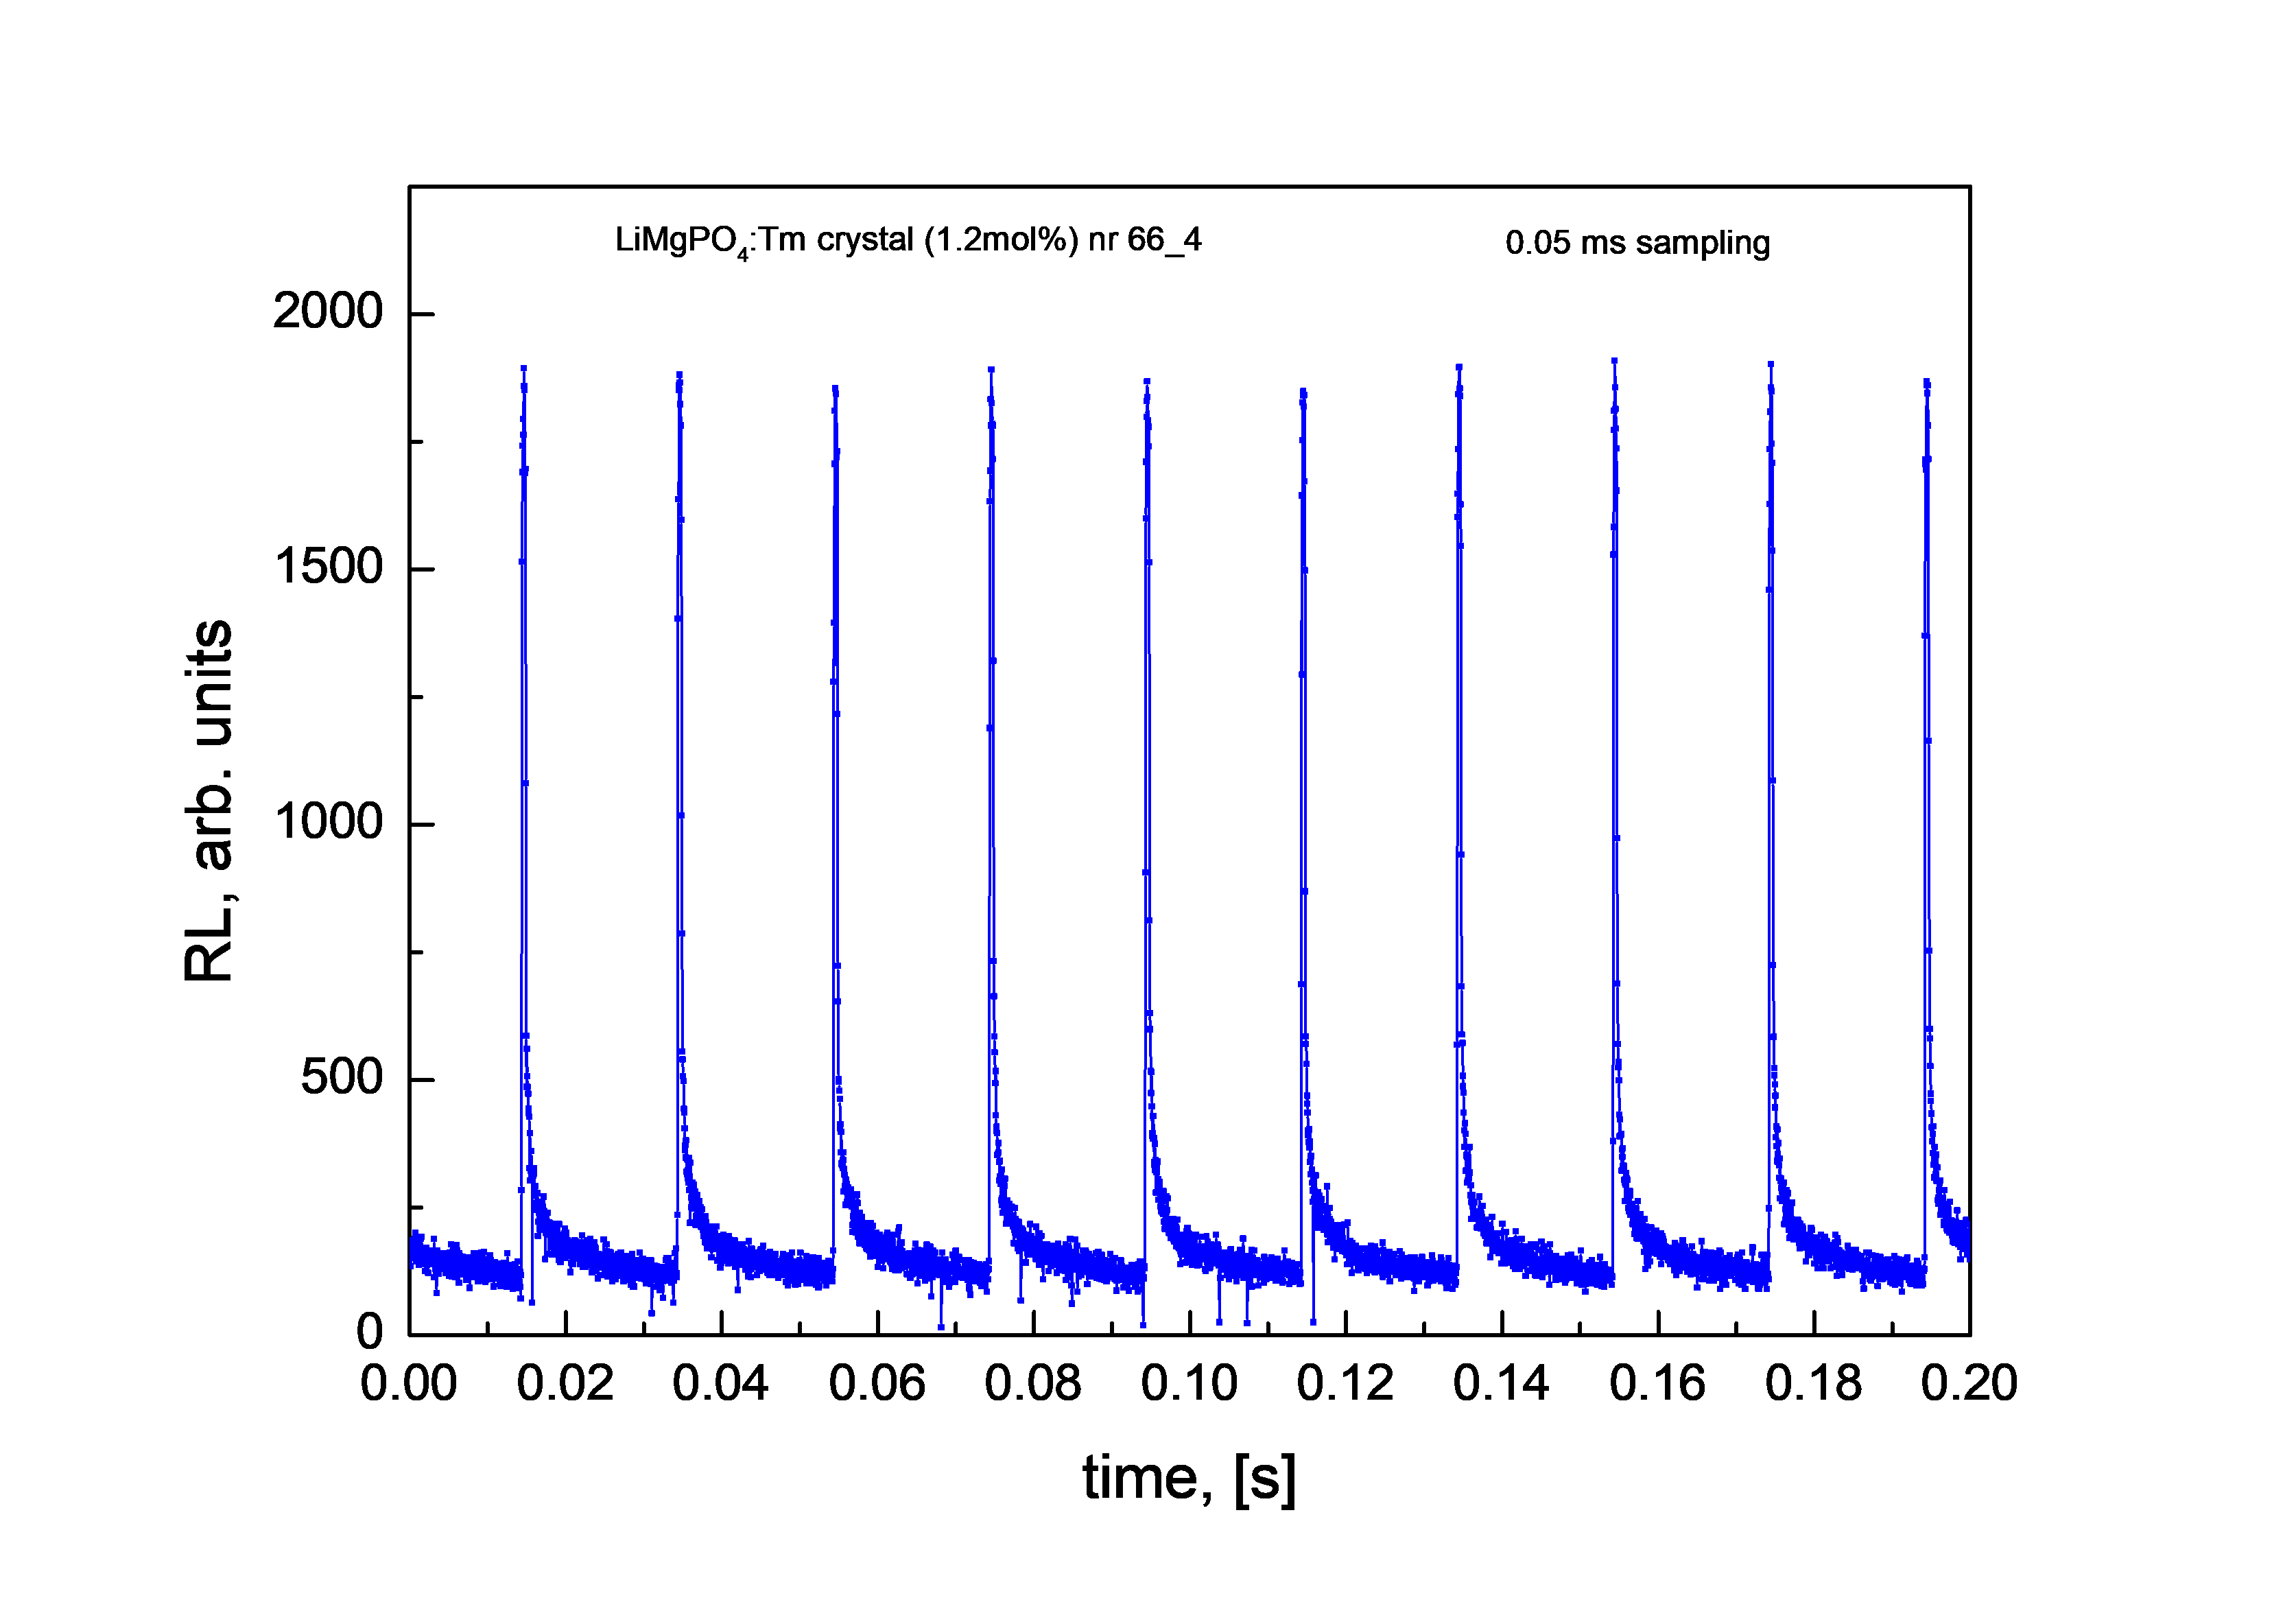 LiMgPO4:Tm crystal (1.2mol%) nr 66_4
0.05 ms sampling
2000
1500
1000
500
0
RL, arb. units
0.00 0.02 0.04 0.06 0.08 0.10 0.12 0.14 0.16 0.18 0.20
time, [s]